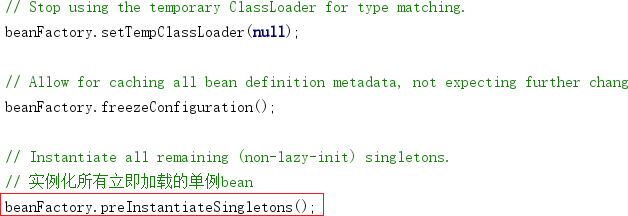 // Stop using the temporary ClassLoader for type matching.
beanFactory.setTempClassLoader(null);
// Allow for caching all bean definition metadata, not expecting further chang
beanFactory.freezeConfiguration();
// Instantiate all remaining (non-lazy-init) singletons.
// 实例化所有立即加载的单例bean
beanFactory.preInstantiateSingletons();